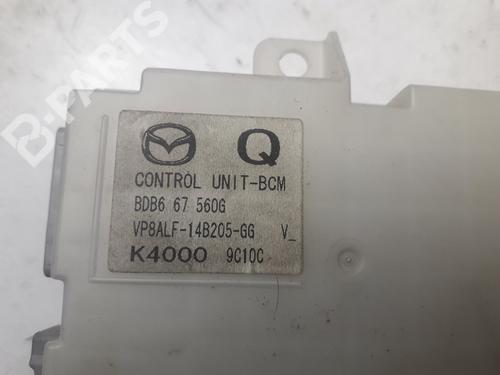 B-PARTS
Q
CONTROL UNIT-BCM
BDB6 67 560G
VP8ALF-14B205-GG V_
K4000 9C10C